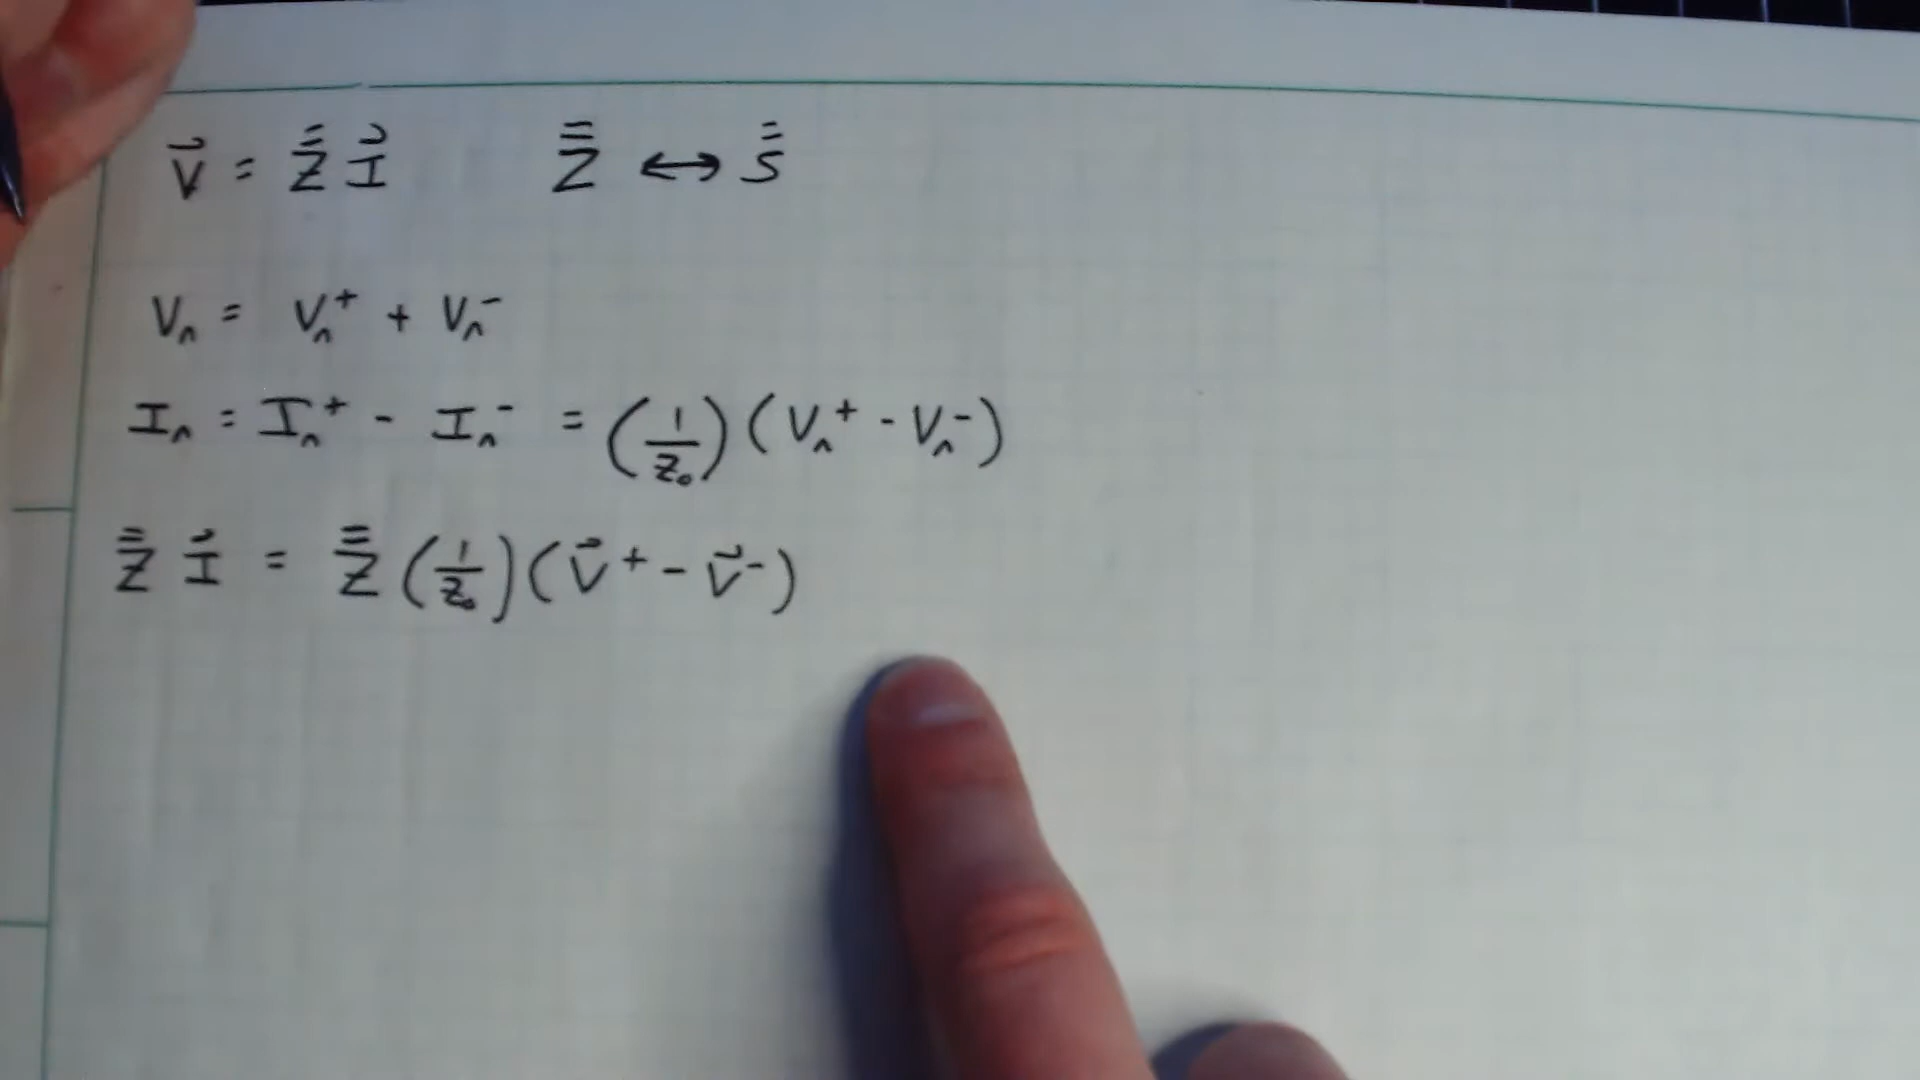 V⃗ = Z̿ I⃗    Z̿ ↔ S̿
Vₙ = Vₙ⁺ + Vₙ⁻
Iₙ = Iₙ⁺ - Iₙ⁻ = (1/Z₀)(Vₙ⁺ - Vₙ⁻)
Z̿ I⃗ = Z̿ (1/Z₀)(V⃗⁺ - V⃗⁻)